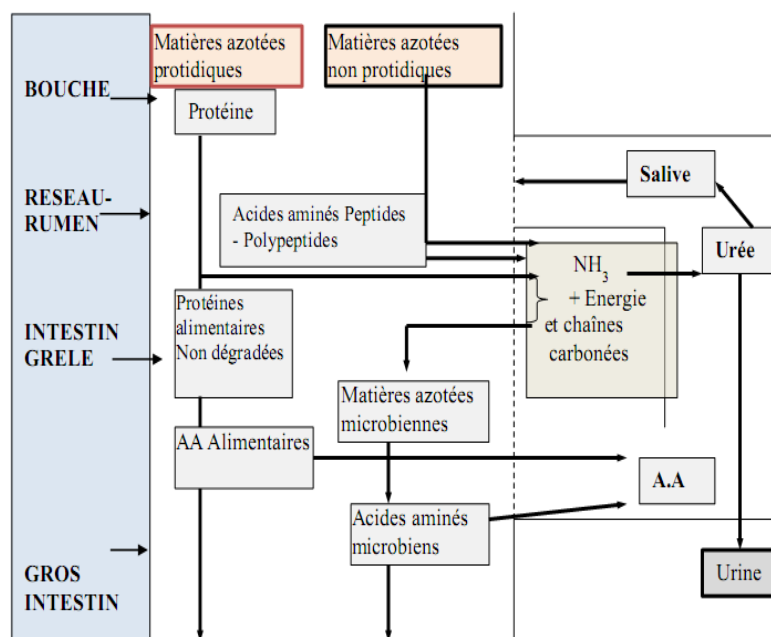 BOUCHE
RESEAU-
RUMEN
INTESTIN
GRELE
GROS
INTESTIN
Matières azotées
protidiques
Matières azotées
non protidiques
Protéine
Acides aminés Peptides
- Polypeptides
Protéines
alimentaires
Non dégradées
AA Alimentaires
Matières azotées
microbiennes
Acides aminés
microbiens
NH3
+ Energie
et chaînes
carbonées
Salive
Urée
A.A
Urine